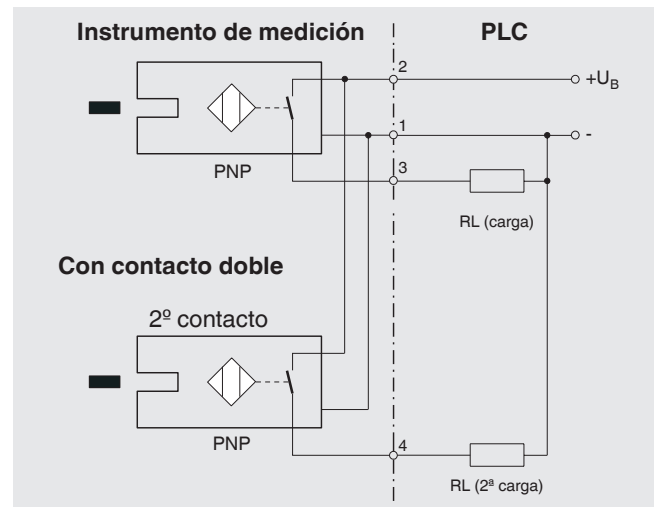 Instrumento de medición
PLC
2
+U_B
1
-
PNP
3
RL (carga)
Con contacto doble
2º contacto
PNP
4
RL (2ª carga)